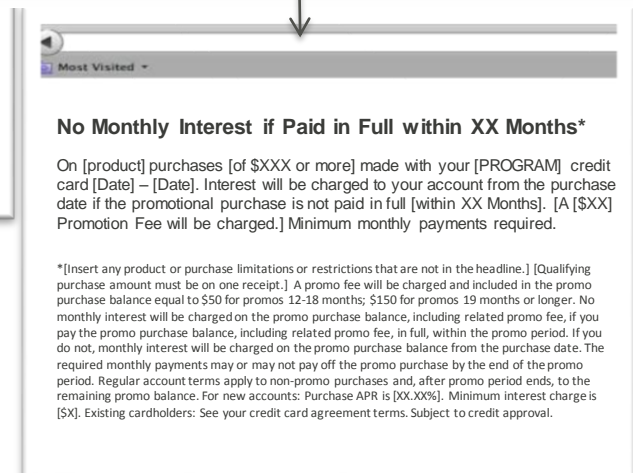 Most Visited
No Monthly Interest if Paid in Full within XX Months*
On [product] purchases [of $XXX or more] made with your [PROGRAM] credit
card [Date] – [Date]. Interest will be charged to your account from the purchase
date if the promotional purchase is not paid in full [within XX Months]. [A [$XX]
Promotion Fee will be charged.] Minimum monthly payments required.
*[Insert any product or purchase limitations or restrictions that are not in the headline.] [Qualifying
purchase amount must be on one receipt.] A promo fee will be charged and included in the promo
purchase balance equal to $50 for promos 12-18 months; $150 for promos 19 months or longer. No
monthly interest will be charged on the promo purchase balance, including related promo fee, if you
pay the promo purchase balance, including related promo fee, in full, within the promo period. If you
do not, monthly interest will be charged on the promo purchase balance from the purchase date. The
required monthly payments may or may not pay off the promo purchase by the end of the promo
period. Regular account terms apply to non-promo purchases and, after promo period ends, to the
remaining promo balance. For new accounts: Purchase APR is [XX.XX%]. Minimum interest charge is
[$X]. Existing cardholders: See your credit card agreement terms. Subject to credit approval.